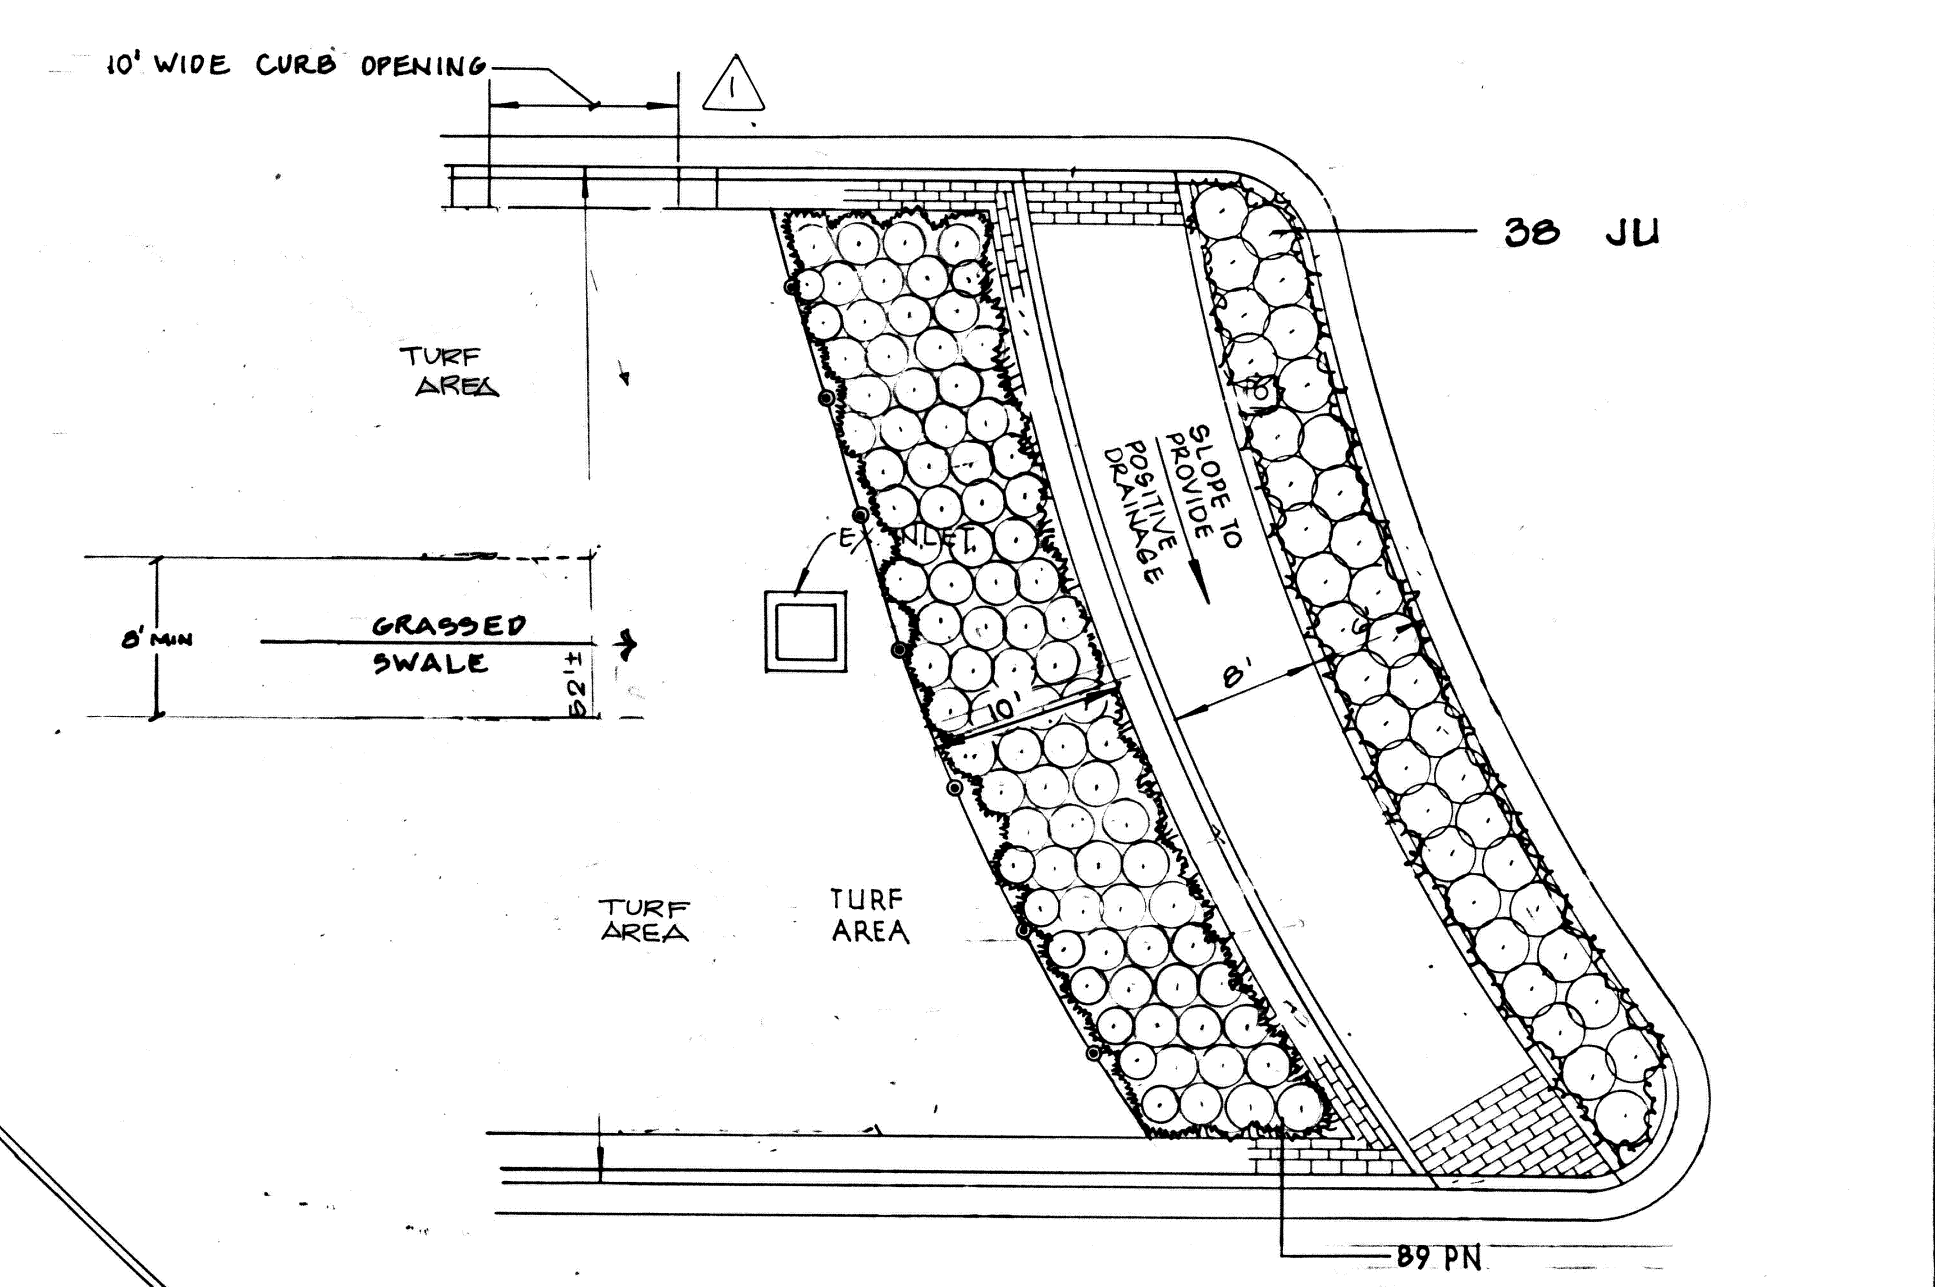 10' WIDE CURB OPENING
1
38 JU
TURF
AREA
SLOPE TO
PROVIDE
POSITIVE
DRAINAGE
EX INLET
8' MIN
GRASSED
SWALE
52'±
6'
8'
10'
TURF
AREA
TURF
AREA
89 PN